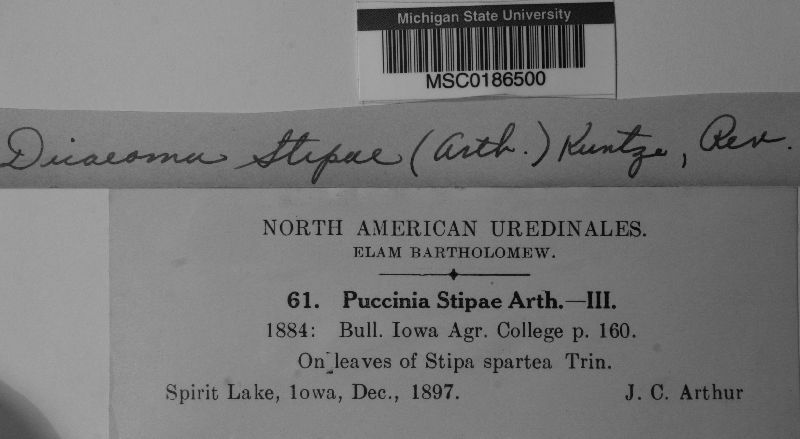 Michigan State University
MSC0186500
Dicaeoma Stipae (Arth.) Kuntze, Rev.
NORTH AMERICAN UREDINALES.
ELAM BARTHOLOMEW.
61. Puccinia Stipae Arth.—III.
1884: Bull. Iowa Agr. College p. 160.
On leaves of Stipa spartea Trin.
Spirit Lake, Iowa, Dec., 1897. J. C. Arthur